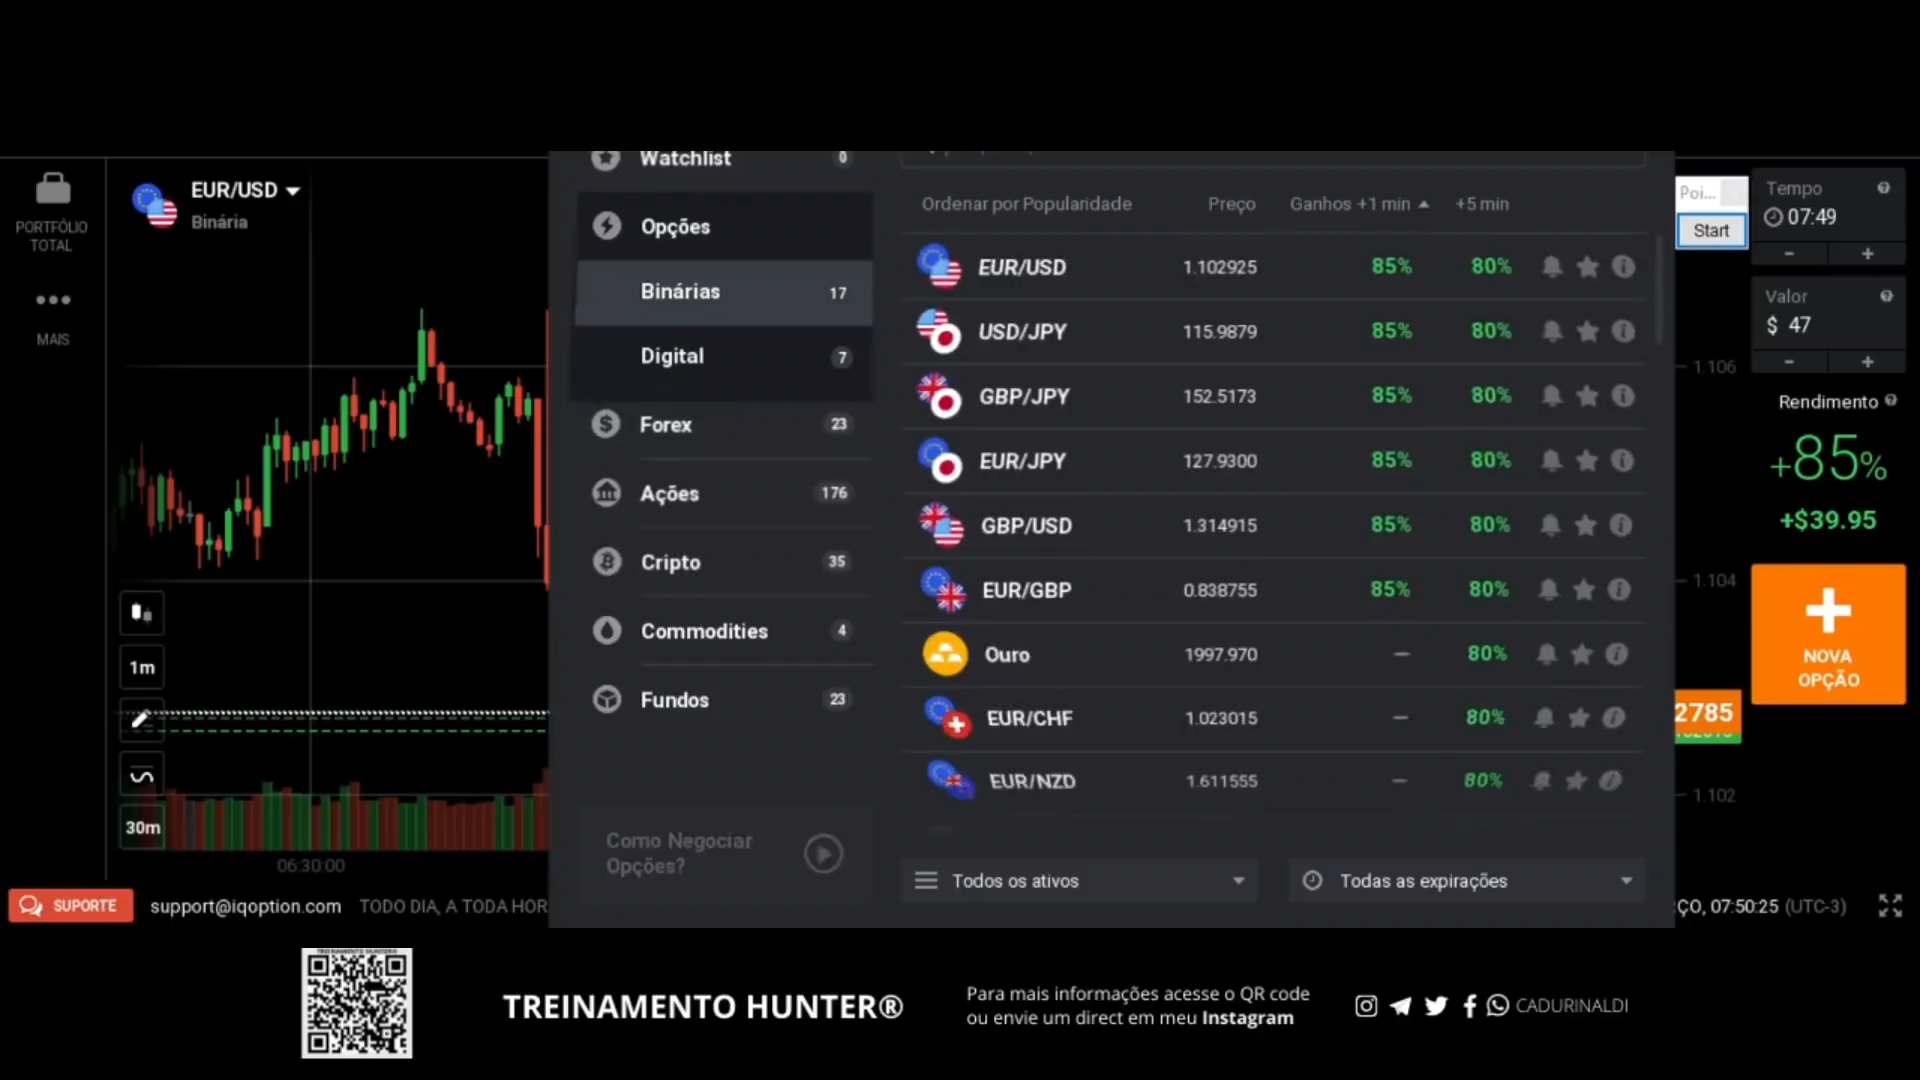 PORTFÓLIO
TOTAL
MAIS
EUR/USD
Binária
1m
30m
06:30:00
Watchlist 0
Opções
Binárias 17
Digital 7
Forex 23
Ações 176
Cripto 35
Commodities 4
Fundos 23
Como Negociar
Opções?
Ordenar por Popularidade Preço Ganhos +1 min +5 min
EUR/USD 1.102925 85% 80%
USD/JPY 115.9879 85% 80%
GBP/JPY 152.5173 85% 80%
EUR/JPY 127.9300 85% 80%
GBP/USD 1.314915 85% 80%
EUR/GBP 0.838755 85% 80%
Ouro 1997.970 – 80%
EUR/CHF 1.023015 – 80%
EUR/NZD 1.611555 – 80%
Todos os ativos
Todas as expirações
Poi...
Start
1.106
1.104
2785
1.102
Tempo
07:49
- +
Valor
$ 47
- +
Rendimento
+85%
+$39.95
NOVA
OPÇÃO
SUPORTE support@iqoption.com TODO DIA, A TODA HOR
ÇO, 07:50:25 (UTC-3)
TREINAMENTO HUNTER®
Para mais informações acesse o QR code
ou envie um direct em meu Instagram
CADURINALDI